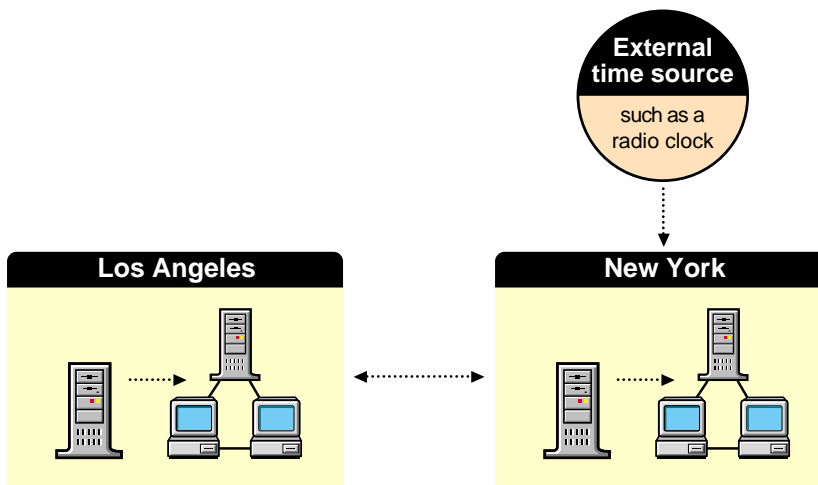 External
time source
such as a
radio clock
Los Angeles
New York